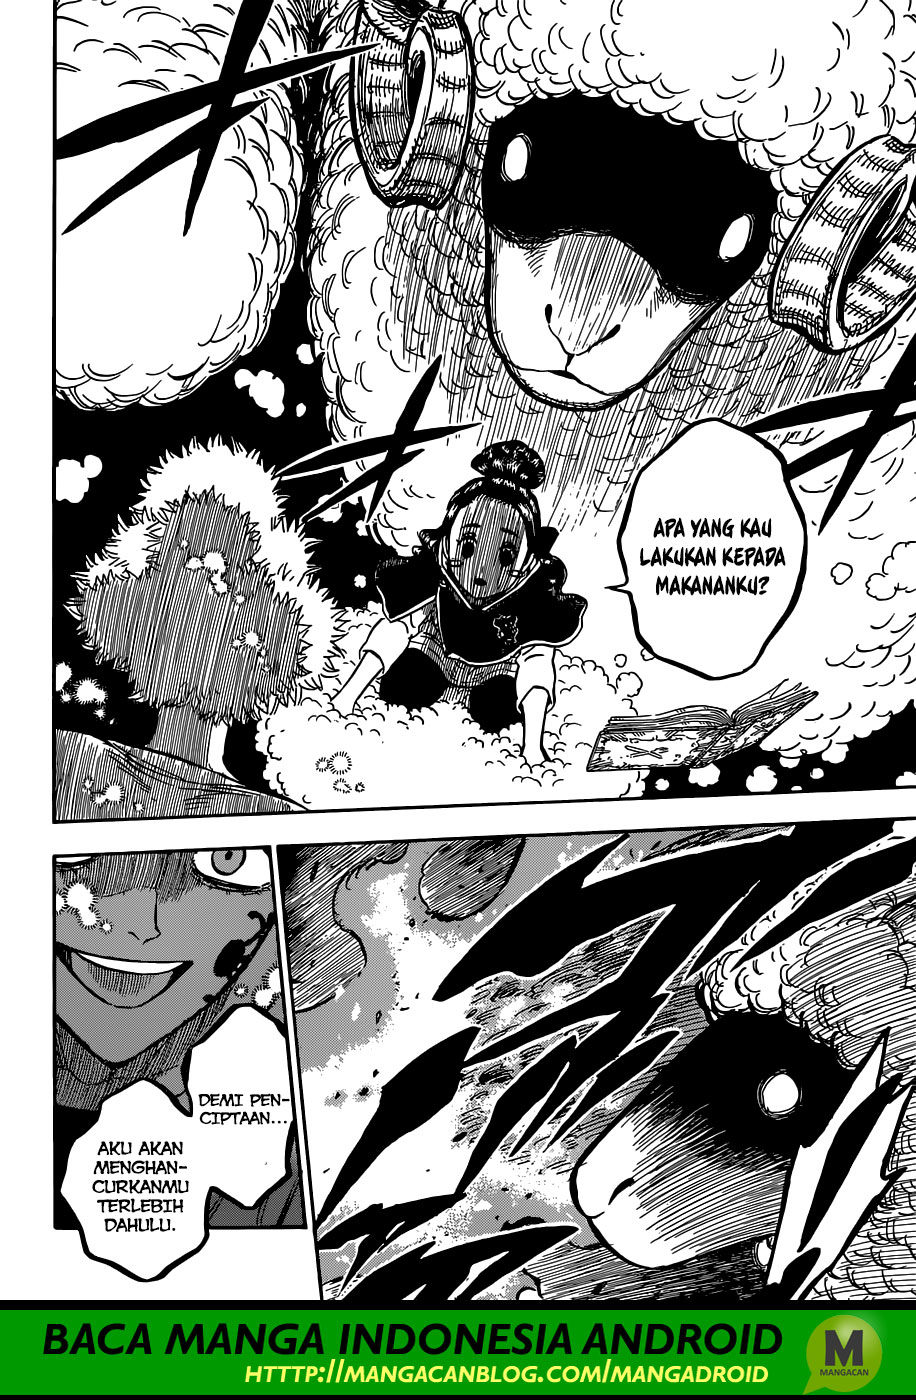 APA YANG KAU
LAKUKAN KEPADA
MAKANANKU?
DEMI PEN-
CIPTAAN...
AKU AKAN
MENGHAN-
CURKANMU
TERLEBIH
DAHULU.
BACA MANGA INDONESIA ANDROID
HTTTP://MANGACANBLOG.COM/MANGADROID
M
MANGACAN